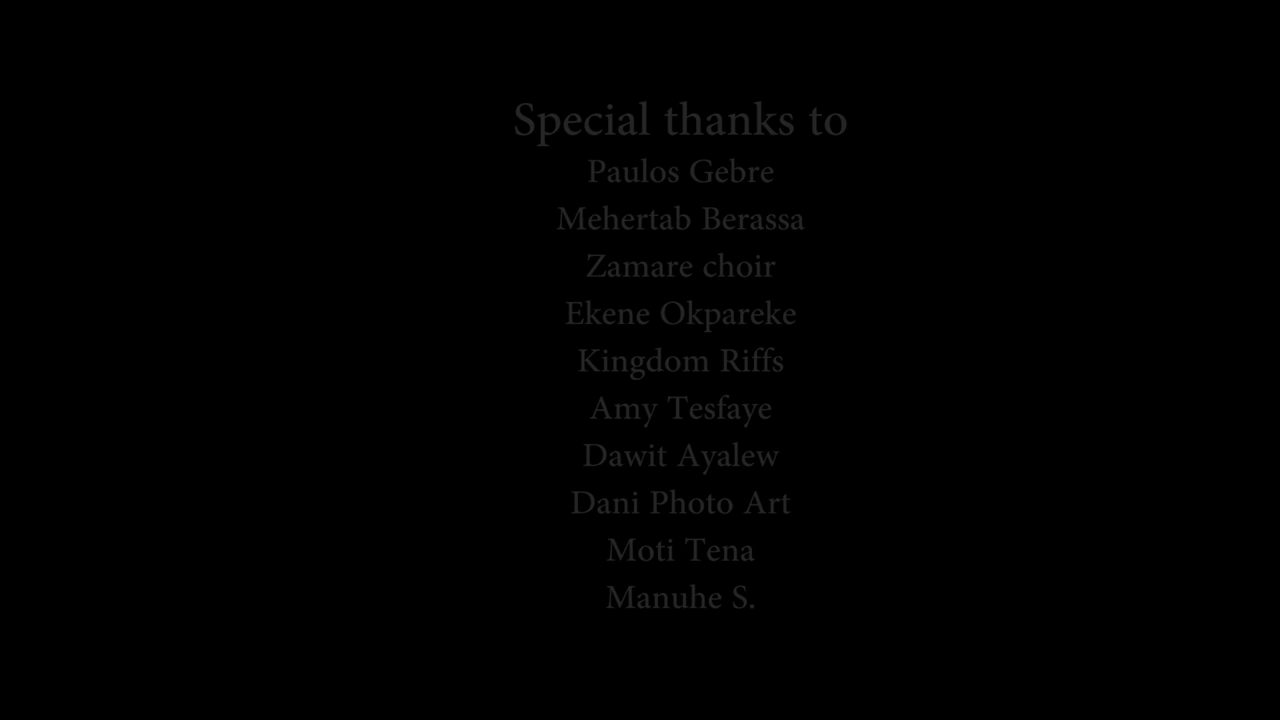 Special thanks to
Paulos Gebre
Mehertab Berassa
Zamare choir
Ekene Okpareke
Kingdom Riffs
Amy Tesfaye
Dawit Ayalew
Dani Photo Art
Moti Tena
Manuhe S.